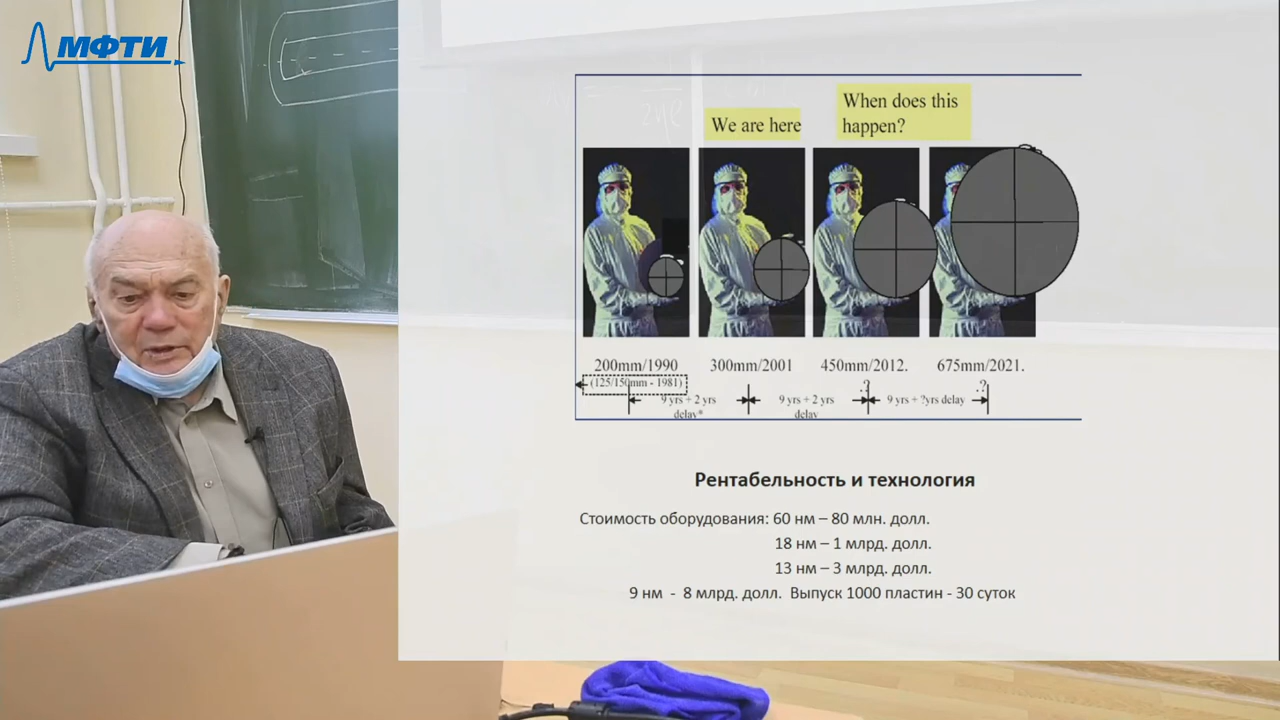 МФТИ
We are here
When does this
happen?
200mm/1990
300mm/2001
450mm/2012.
.?
675mm/2021.
.?
(125/150mm - 1981)
9 yrs + 2 yrs
delay*
9 yrs + 2 yrs
delay
9 yrs + ?yrs delay
Рентабельность и технология
Стоимость оборудования: 60 нм – 80 млн. долл.
18 нм – 1 млрд. долл.
13 нм – 3 млрд. долл.
9 нм - 8 млрд. долл. Выпуск 1000 пластин - 30 суток